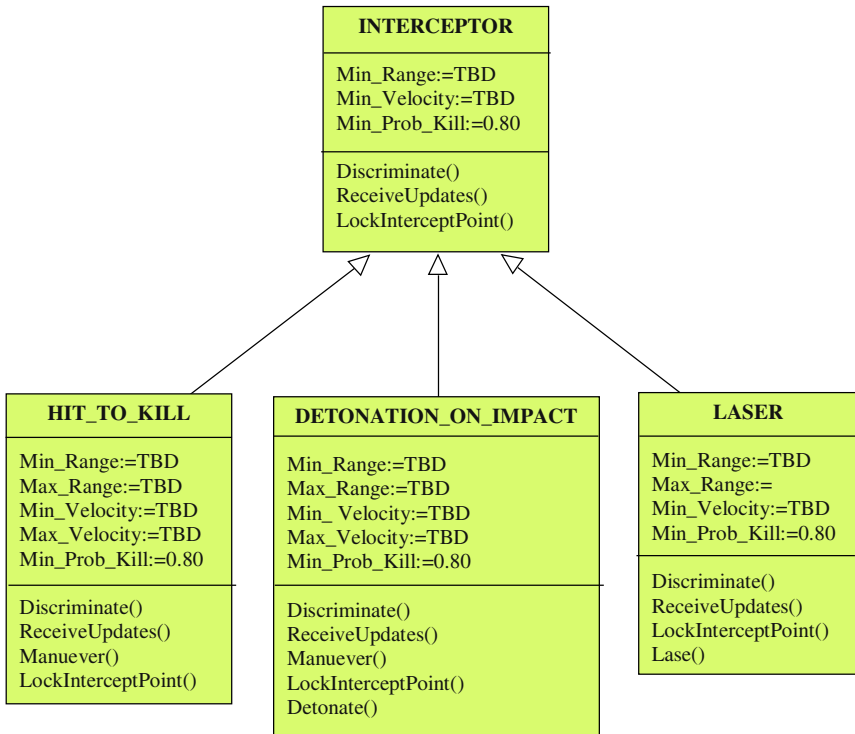 INTERCEPTOR
Min_Range:=TBD
Min_Velocity:=TBD
Min_Prob_Kill:=0.80
Discriminate()
ReceiveUpdates()
LockInterceptPoint()
HIT_TO_KILL
Min_Range:=TBD
Max_Range:=TBD
Min_Velocity:=TBD
Max_Velocity:=TBD
Min_Prob_Kill:=0.80
Discriminate()
ReceiveUpdates()
Manuever()
LockInterceptPoint()
DETONATION_ON_IMPACT
Min_Range:=TBD
Max_Range:=TBD
Min_ Velocity:=TBD
Max_Velocity:=TBD
Min_Prob_Kill:=0.80
Discriminate()
ReceiveUpdates()
Manuever()
LockInterceptPoint()
Detonate()
LASER
Min_Range:=TBD
Max_Range:=
Min_Velocity:=TBD
Min_Prob_Kill:=0.80
Discriminate()
ReceiveUpdates()
LockInterceptPoint()
Lase()